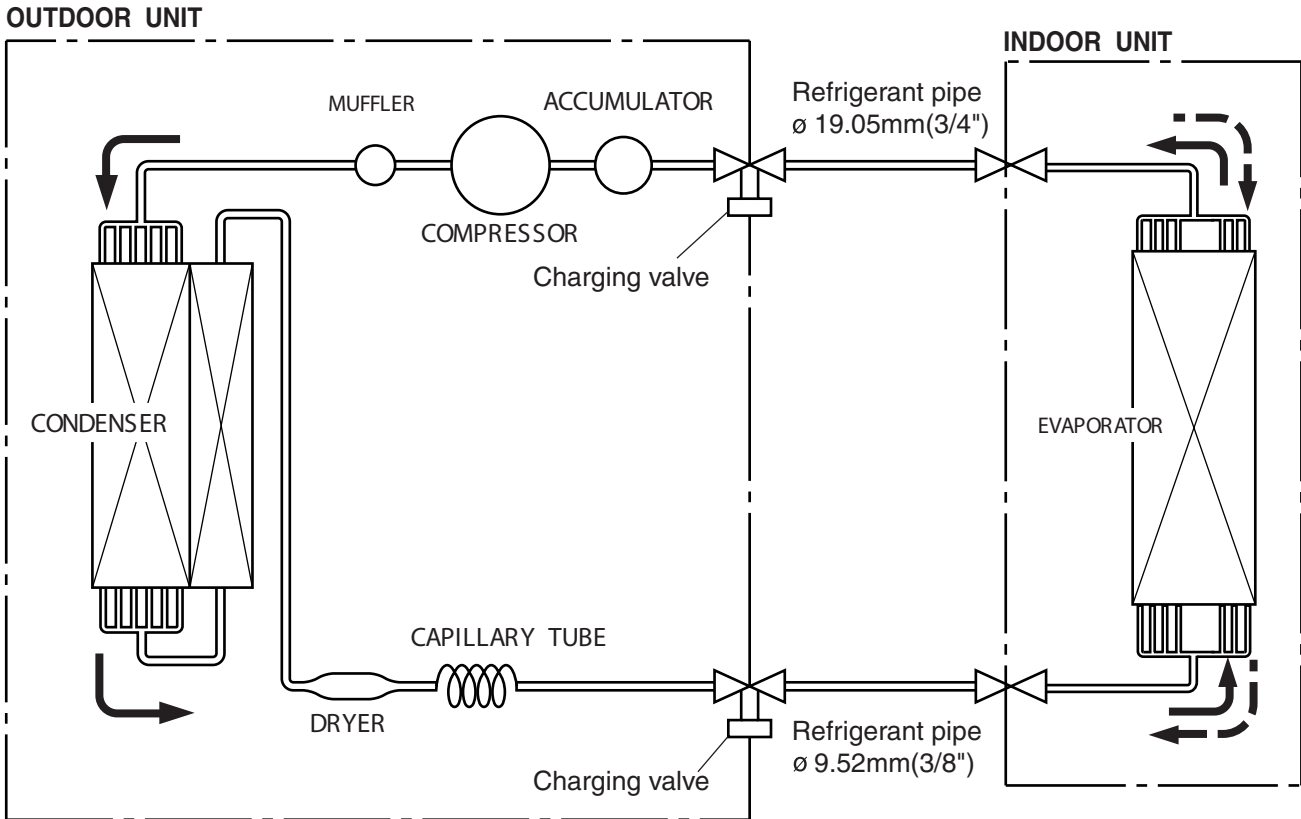 OUTDOOR UNIT
INDOOR UNIT
MUFFLER
ACCUMULATOR
Refrigerant pipe
ø 19.05mm(3/4")
COMPRESSOR
Charging valve
CONDENSER
EVAPORATOR
CAPILLARY TUBE
DRYER
Refrigerant pipe
ø 9.52mm(3/8")
Charging valve